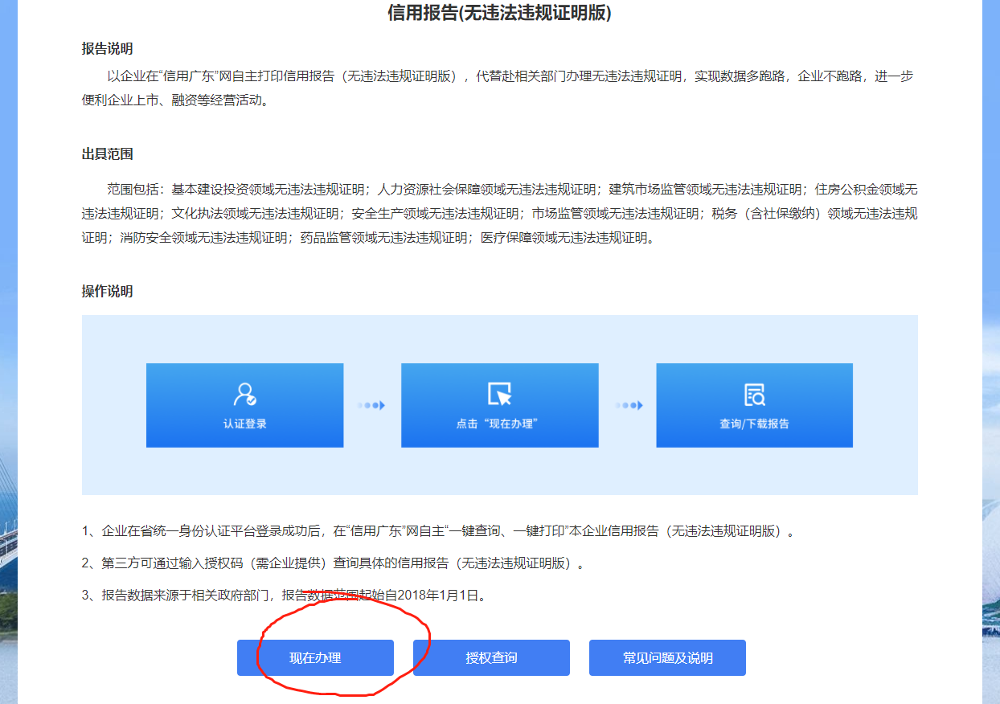 信用报告(无违法违规证明版)
报告说明
以企业在“信用广东”网自主打印信用报告（无违法违规证明版），代替赴相关部门办理无违法违规证明，实现数据多跑路，企业不跑路，进一步
便利企业上市、融资等经营活动。
出具范围
范围包括：基本建设投资领域无违法违规证明；人力资源社会保障领域无违法违规证明；建筑市场监管领域无违法违规证明；住房公积金领域无
违法违规证明；文化执法领域无违法违规证明；安全生产领域无违法违规证明；市场监管领域无违法违规证明；税务（含社保缴纳）领域无违法违规
证明；消防安全领域无违法违规证明；药品监管领域无违法违规证明；医疗保障领域无违法违规证明。
操作说明
认证登录
点击“现在办理”
查询/下载报告
1、企业在省统一身份认证平台登录成功后，在“信用广东”网自主“一键查询、一键打印”本企业信用报告（无违法违规证明版）。
2、第三方可通过输入授权码（需企业提供）查询具体的信用报告（无违法违规证明版）。
3、报告数据来源于相关政府部门，报告数据范围起始自2018年1月1日。
现在办理
授权查询
常见问题及说明